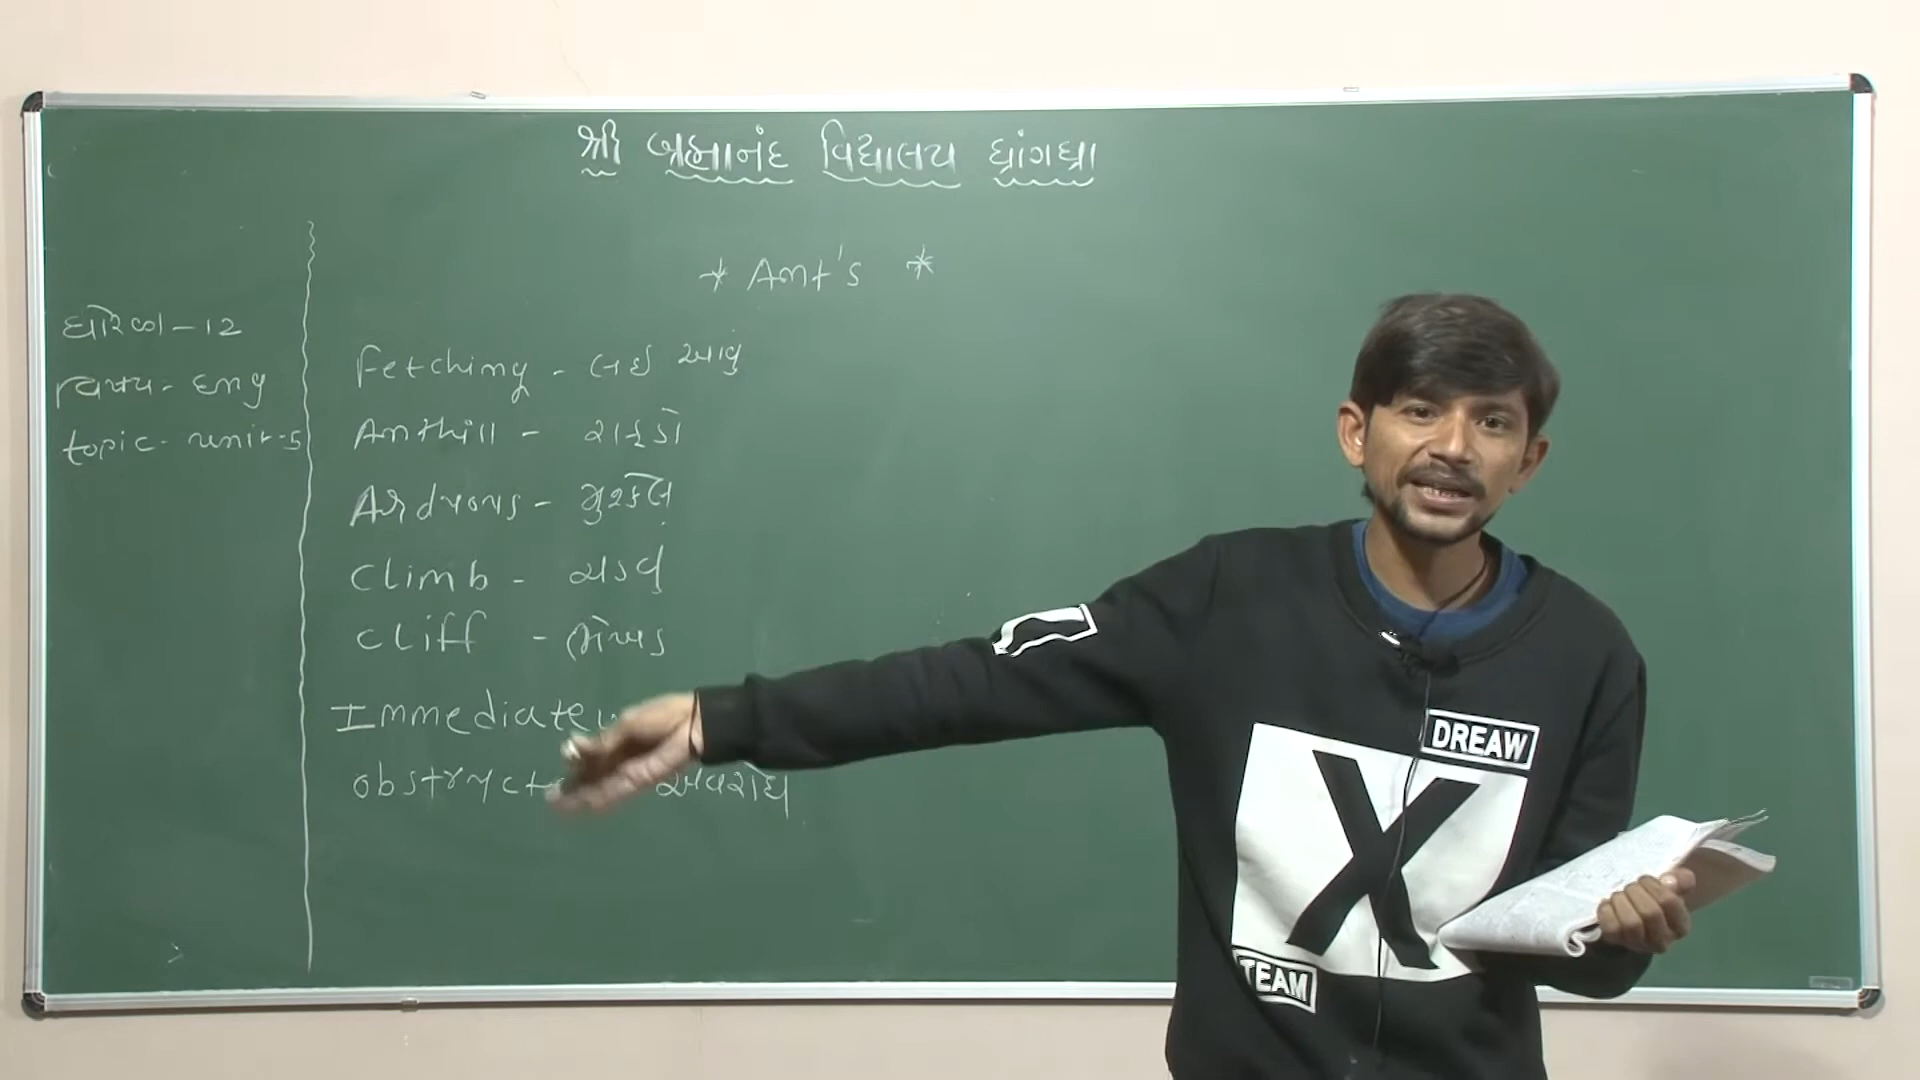 શ્રી બ્રહ્માનંદ વિદ્યાલય ધ્રાંગધ્રા
* Ant's *
ધોરણ - 12
વિષય - Eng
topic - unit-5
Fetching - લઈ આવવું
Anthill - રાફડો
Arduous - મુશ્કેલ
Climb - ચડવું
Cliff - ભેખડ
Immediate
obstruct અવરોધ
DREAW
X
TEAM